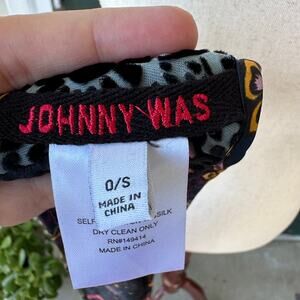 JOHNNY WAS
O/S
MADE IN
CHINA
SELF
SILK
DRY CLEAN ONLY
RN#149414
MADE IN CHINA